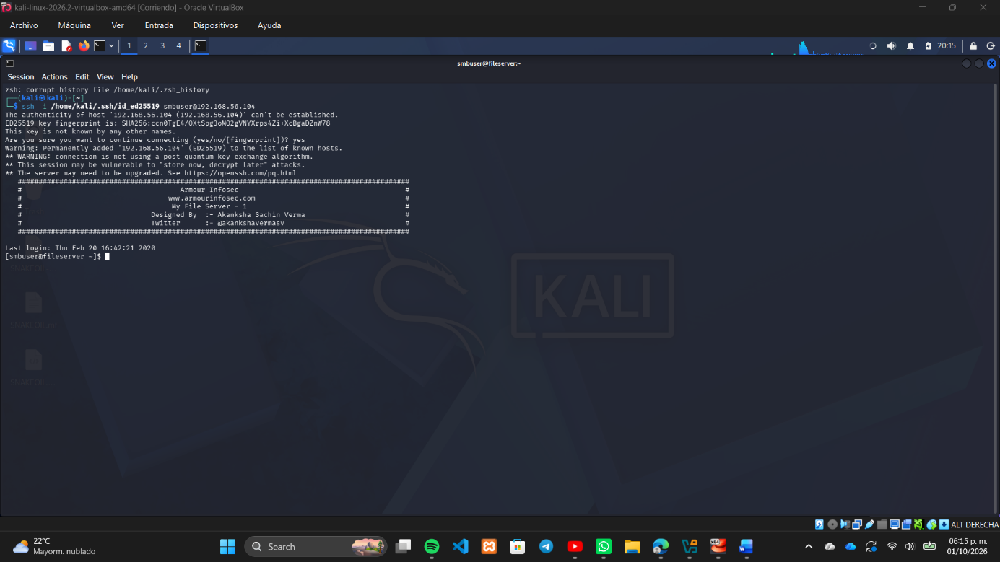 kali-linux-2026.2-virtualbox-amd64 [Corriendo] - Oracle VirtualBox
Archivo Máquina Ver Entrada Dispositivos Ayuda
1 2 3 4 20:15
smbuser@fileserver:~
Session Actions Edit View Help
zsh: corrupt history file /home/kali/.zsh_history
┌──(kali㉿kali)-[~]
└─$ ssh -i /home/kali/.ssh/id_ed25519 smbuser@192.168.56.104
The authenticity of host '192.168.56.104 (192.168.56.104)' can't be established.
ED25519 key fingerprint is: SHA256:ccn0TgE4/OXtSpg3oMO2gVNYXrps4Zi+XcBgaDZnW78
This key is not known by any other names.
Are you sure you want to continue connecting (yes/no/[fingerprint])? yes
Warning: Permanently added '192.168.56.104' (ED25519) to the list of known hosts.
** WARNING: connection is not using a post-quantum key exchange algorithm.
** This session may be vulnerable to "store now, decrypt later" attacks.
** The server may need to be upgraded. See https://openssh.com/pq.html
##############################################################################################
# Armour Infosec #
# --------- www.armourinfosec.com ------------ #
# My File Server - 1 #
# Designed By :- Akanksha Sachin Verma #
# Twitter :- @akankshavermasv #
##############################################################################################
Last login: Thu Feb 20 16:42:21 2020
[smbuser@fileserver ~]$
KALI
ALT DERECHA
22°C
Mayorm. nublado
Search
06:15 p. m.
01/10/2026